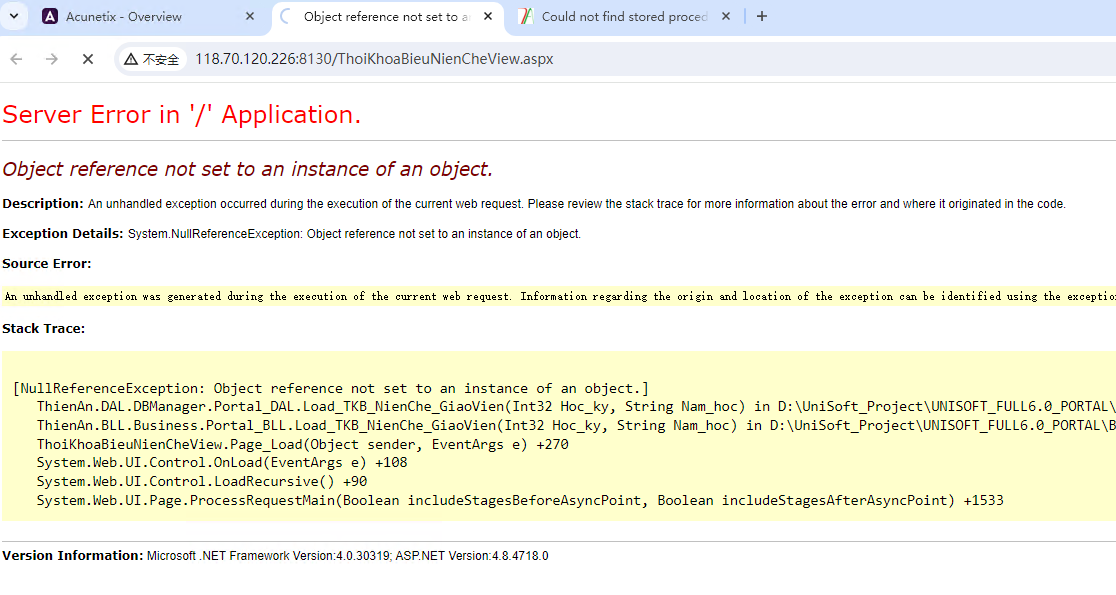 Acunetix - Overview
Object reference not set to a
Could not find stored proced
不安全
118.70.120.226:8130/ThoiKhoaBieuNienCheView.aspx
Server Error in '/' Application.
Object reference not set to an instance of an object.
Description: An unhandled exception occurred during the execution of the current web request. Please review the stack trace for more information about the error and where it originated in the code.
Exception Details: System.NullReferenceException: Object reference not set to an instance of an object.
Source Error:
An unhandled exception was generated during the execution of the current web request. Information regarding the origin and location of the exception can be identified using the exceptio
Stack Trace:
[NullReferenceException: Object reference not set to an instance of an object.]
ThienAn.DAL.DBManager.Portal_DAL.Load_TKB_NienChe_GiaoVien(Int32 Hoc_ky, String Nam_hoc) in D:\UniSoft_Project\UNISOFT_FULL6.0_PORTAL\
ThienAn.BLL.Business.Portal_BLL.Load_TKB_NienChe_GiaoVien(Int32 Hoc_ky, String Nam_hoc) in D:\UniSoft_Project\UNISOFT_FULL6.0_PORTAL\B
ThoiKhoaBieuNienCheView.Page_Load(Object sender, EventArgs e) +270
System.Web.UI.Control.OnLoad(EventArgs e) +108
System.Web.UI.Control.LoadRecursive() +90
System.Web.UI.Page.ProcessRequestMain(Boolean includeStagesBeforeAsyncPoint, Boolean includeStagesAfterAsyncPoint) +1533
Version Information: Microsoft .NET Framework Version:4.0.30319; ASP.NET Version:4.8.4718.0